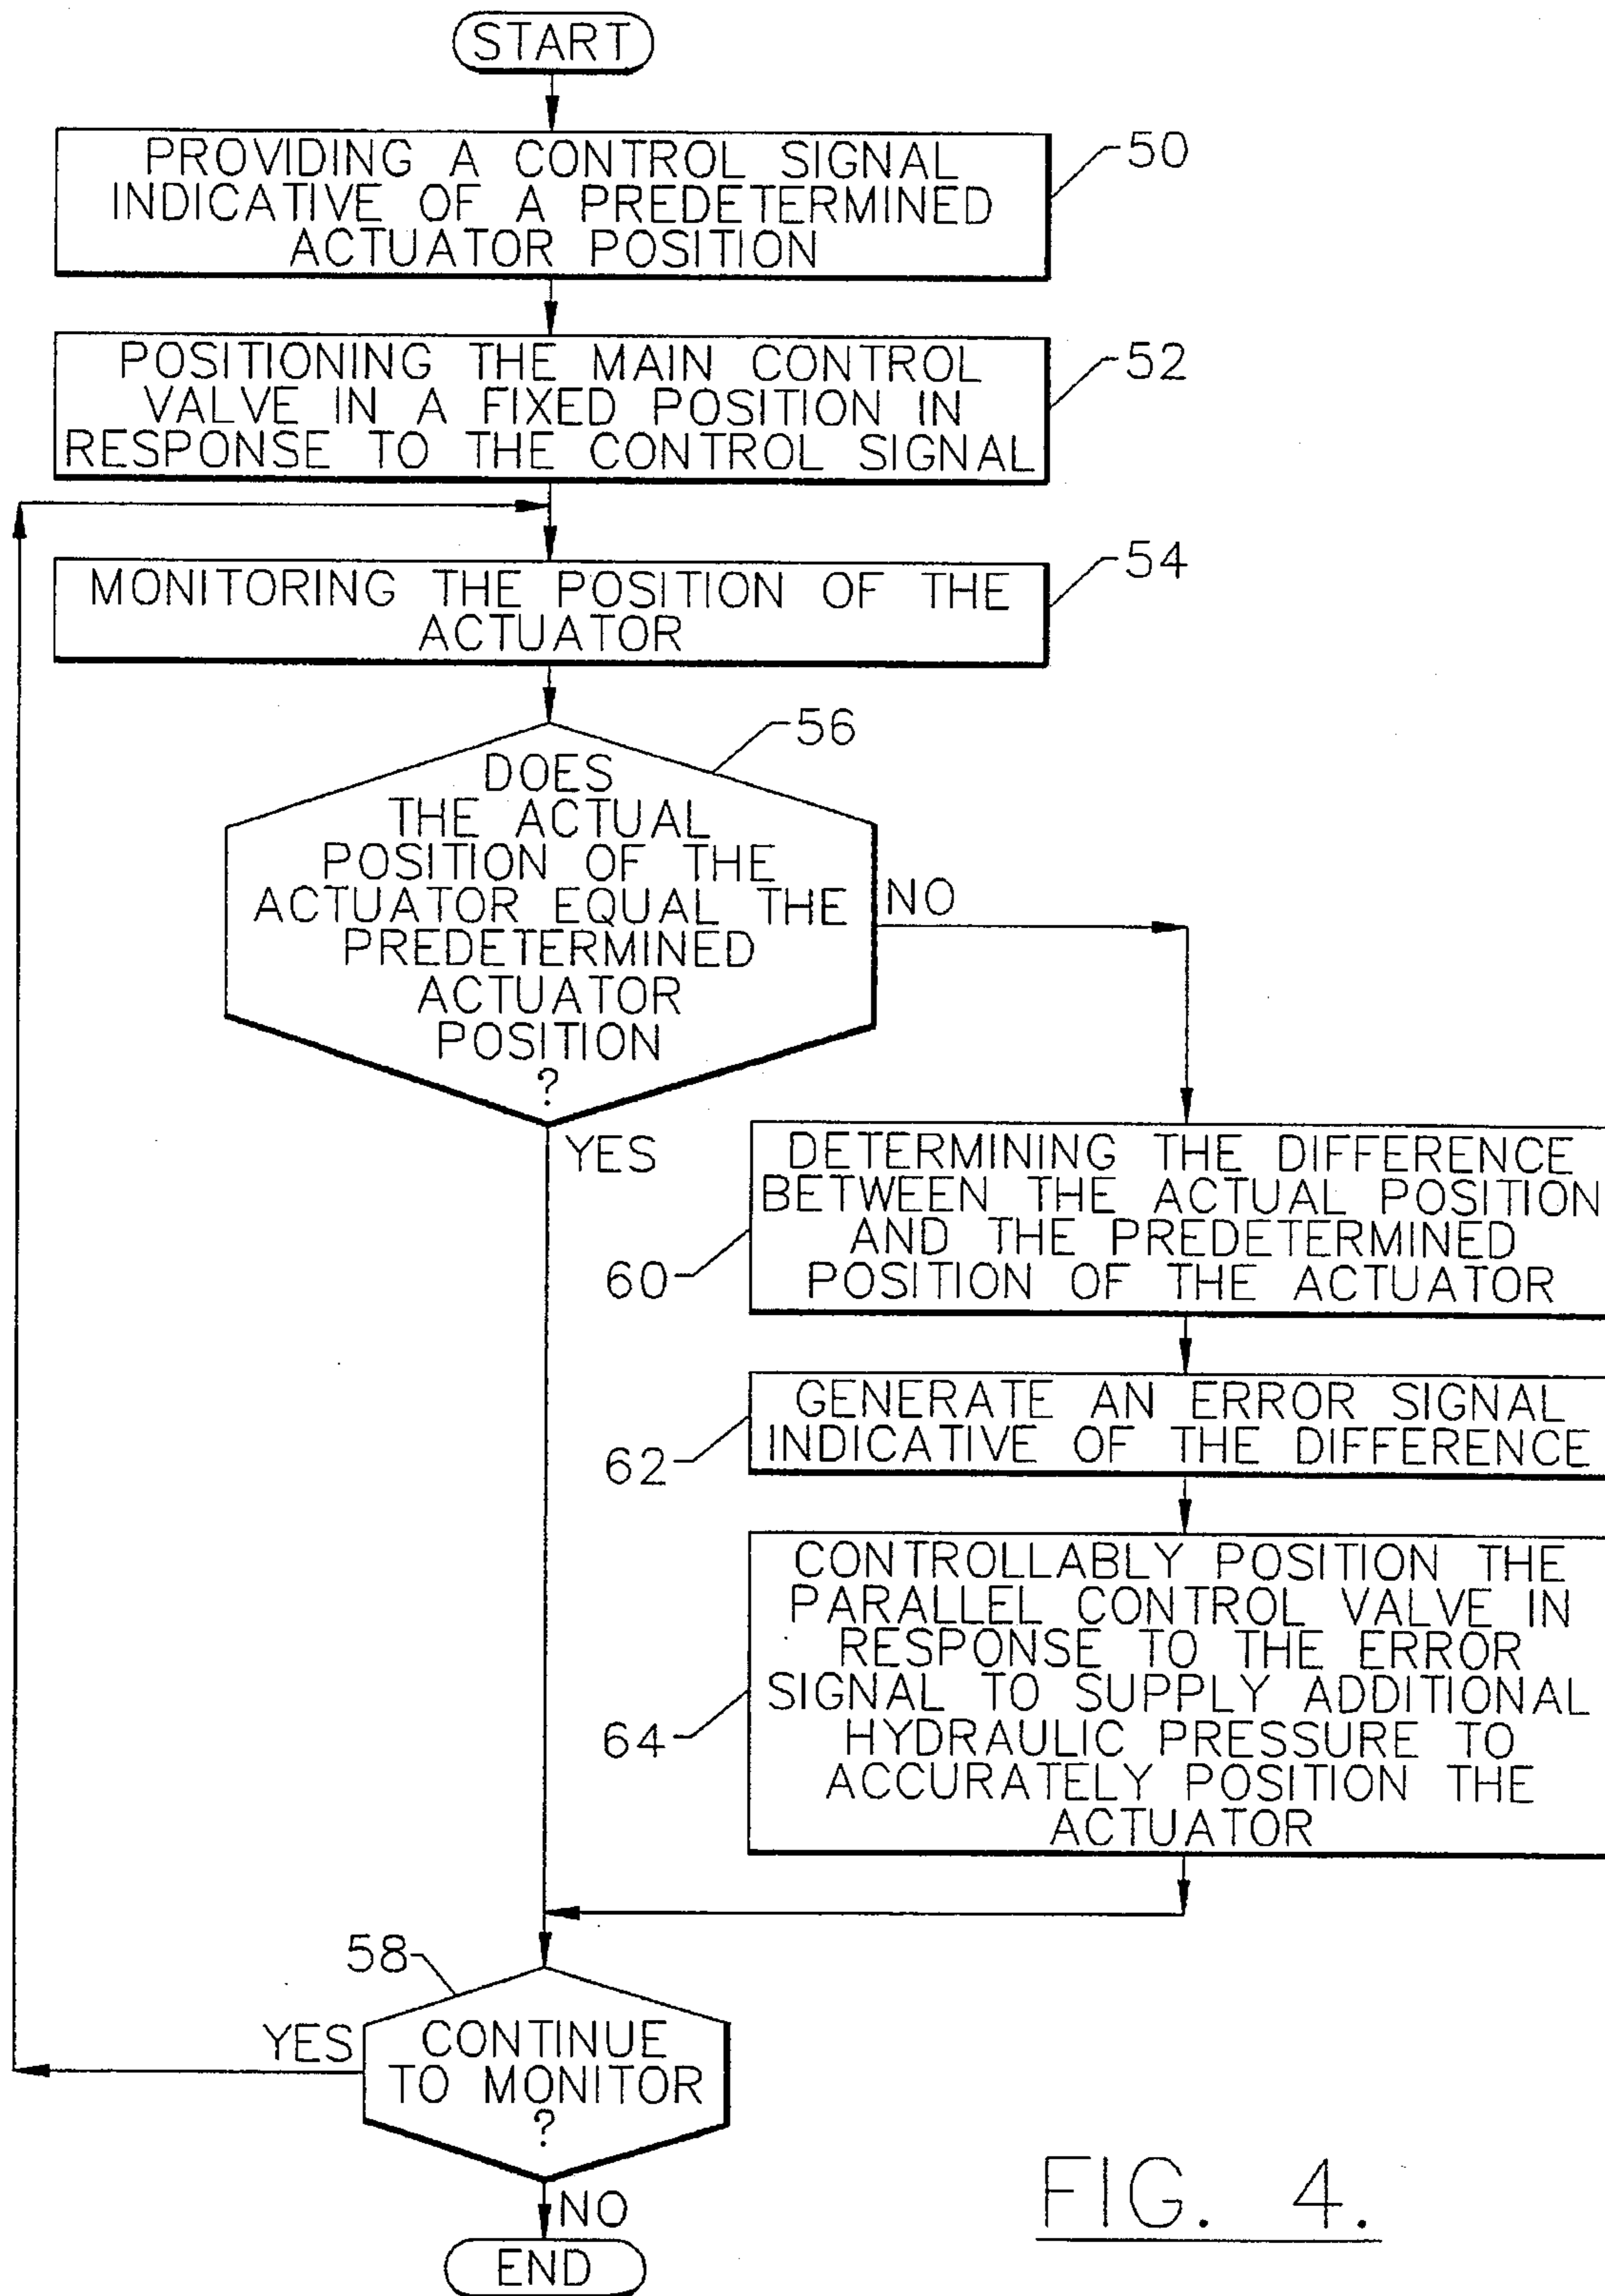 START
PROVIDING A CONTROL SIGNAL
INDICATIVE OF A PREDETERMINED
ACTUATOR POSITION
50
POSITIONING THE MAIN CONTROL
VALVE IN A FIXED POSITION IN
RESPONSE TO THE CONTROL SIGNAL
52
MONITORING THE POSITION OF THE
ACTUATOR
54
56
DOES
THE ACTUAL
POSITION OF THE
ACTUATOR EQUAL THE
PREDETERMINED
ACTUATOR
POSITION
?
NO
YES
DETERMINING THE DIFFERENCE
BETWEEN THE ACTUAL POSITION
AND THE PREDETERMINED
POSITION OF THE ACTUATOR
60
GENERATE AN ERROR SIGNAL
INDICATIVE OF THE DIFFERENCE
62
CONTROLLABLY POSITION THE
PARALLEL CONTROL VALVE IN
RESPONSE TO THE ERROR
SIGNAL TO SUPPLY ADDITIONAL
HYDRAULIC PRESSURE TO
ACCURATELY POSITION THE
ACTUATOR
64
58
YES
CONTINUE
TO MONITOR
?
NO
END
FIG. 4.